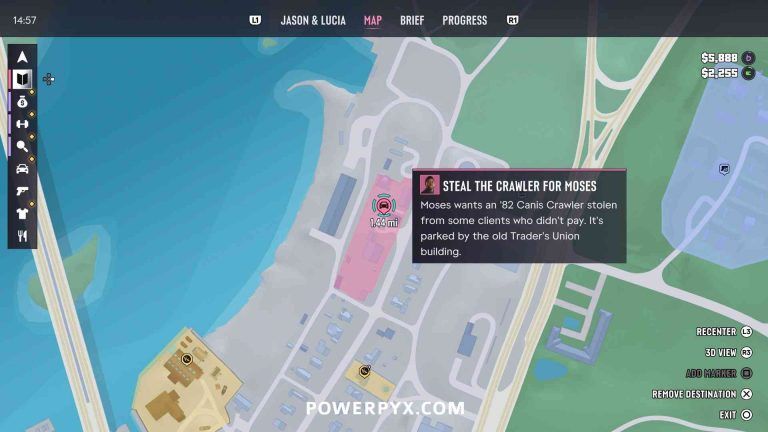 14:57
L1 JASON & LUCIA MAP BRIEF PROGRESS R1
$5,888
$2,255
STEAL THE CRAWLER FOR MOSES
Moses wants an '82 Canis Crawler stolen
from some clients who didn't pay. It's
parked by the old Trader's Union
building.
1.44 mi
RECENTER L3
3D VIEW R3
ADD MARKER
REMOVE DESTINATION
EXIT
POWERPYX.COM